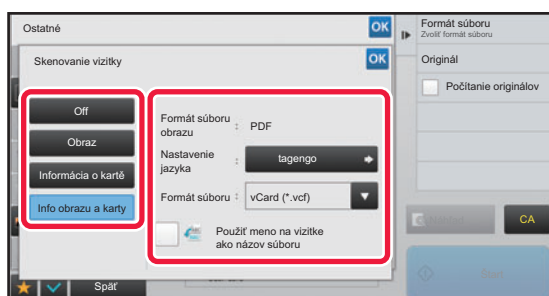 Ostatné
OK
Formát súboru
Zvoliť formát súboru
Skenovanie vizitky
OK
Originál
Počítanie originálov
Off
Obraz
Informácia o kartě
Info obrazu a karty
Formát súboru
obrazu
:
PDF
Nastavenie
jazyka
:
tagengo
Formát súboru :
vCard (*.vcf)
Použiť meno na vizitke
ako názov súboru
CA
Späť
Štart